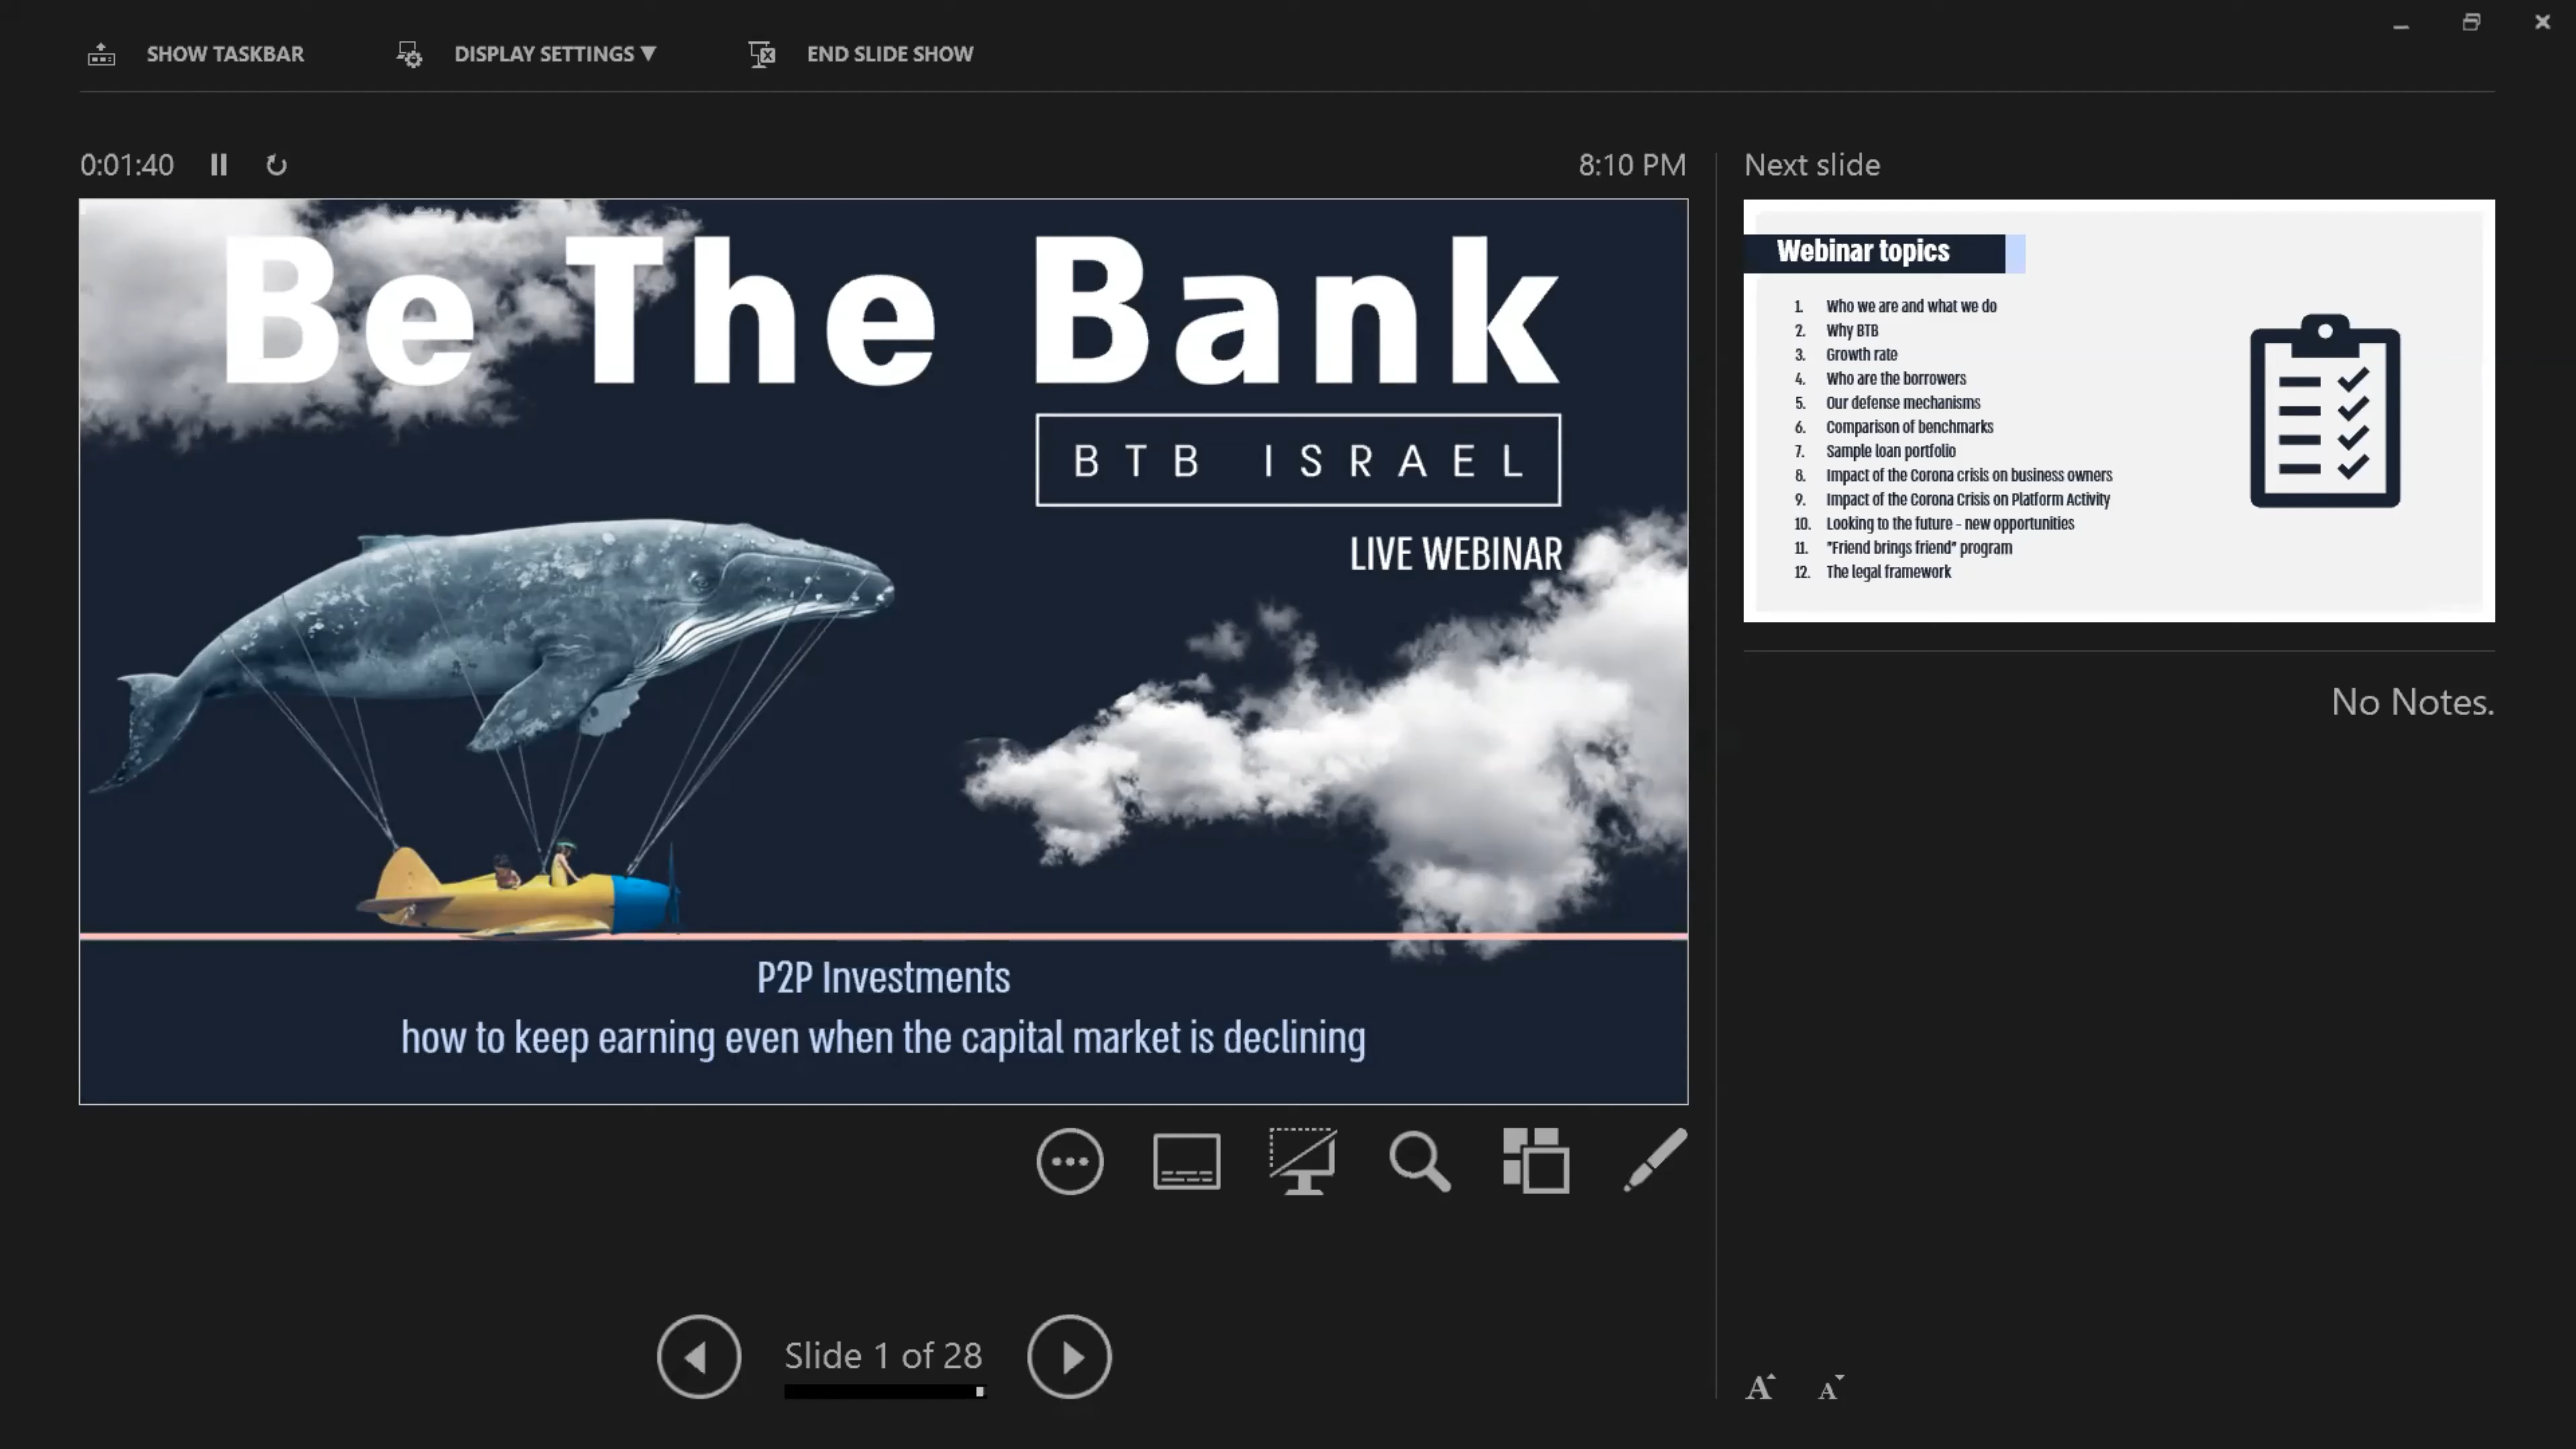 SHOW TASKBAR
DISPLAY SETTINGS ▼
END SLIDE SHOW
0:01:40
8:10 PM
Be The Bank
BTB ISRAEL
LIVE WEBINAR
P2P Investments
how to keep earning even when the capital market is declining
Slide 1 of 28
Next slide
Webinar topics
1. Who we are and what we do
2. Why BTB
3. Growth rate
4. Who are the borrowers
5. Our defense mechanisms
6. Comparison of benchmarks
7. Sample loan portfolio
8. Impact of the Corona crisis on business owners
9. Impact of the Corona Crisis on Platform Activity
10. Looking to the future - new opportunities
11. "Friend brings friend" program
12. The legal framework
No Notes.
A A